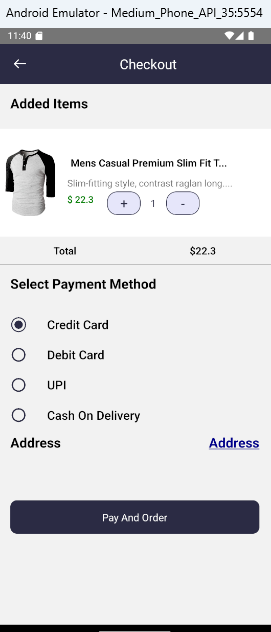 Android Emulator - Medium_Phone_API_35:5554
11:40
Checkout
Added Items
Mens Casual Premium Slim Fit T...
Slim-fitting style, contrast raglan long....
$ 22.3 + 1 -
Total $22.3
Select Payment Method
Credit Card
Debit Card
UPI
Cash On Delivery
Address Address
Pay And Order